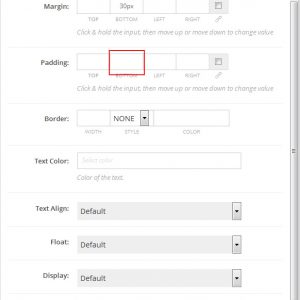 Margin: 30px
TOP BOTTOM LEFT RIGHT
Click & hold the input, then move up or move down to change value
Padding:
TOP BOTTOM LEFT RIGHT
Click & hold the input, then move up or move down to change value
Border: NONE
WIDTH STYLE COLOR
Text Color: Select color
Color of the text.
Text Align: Default
Float: Default
Display: Default